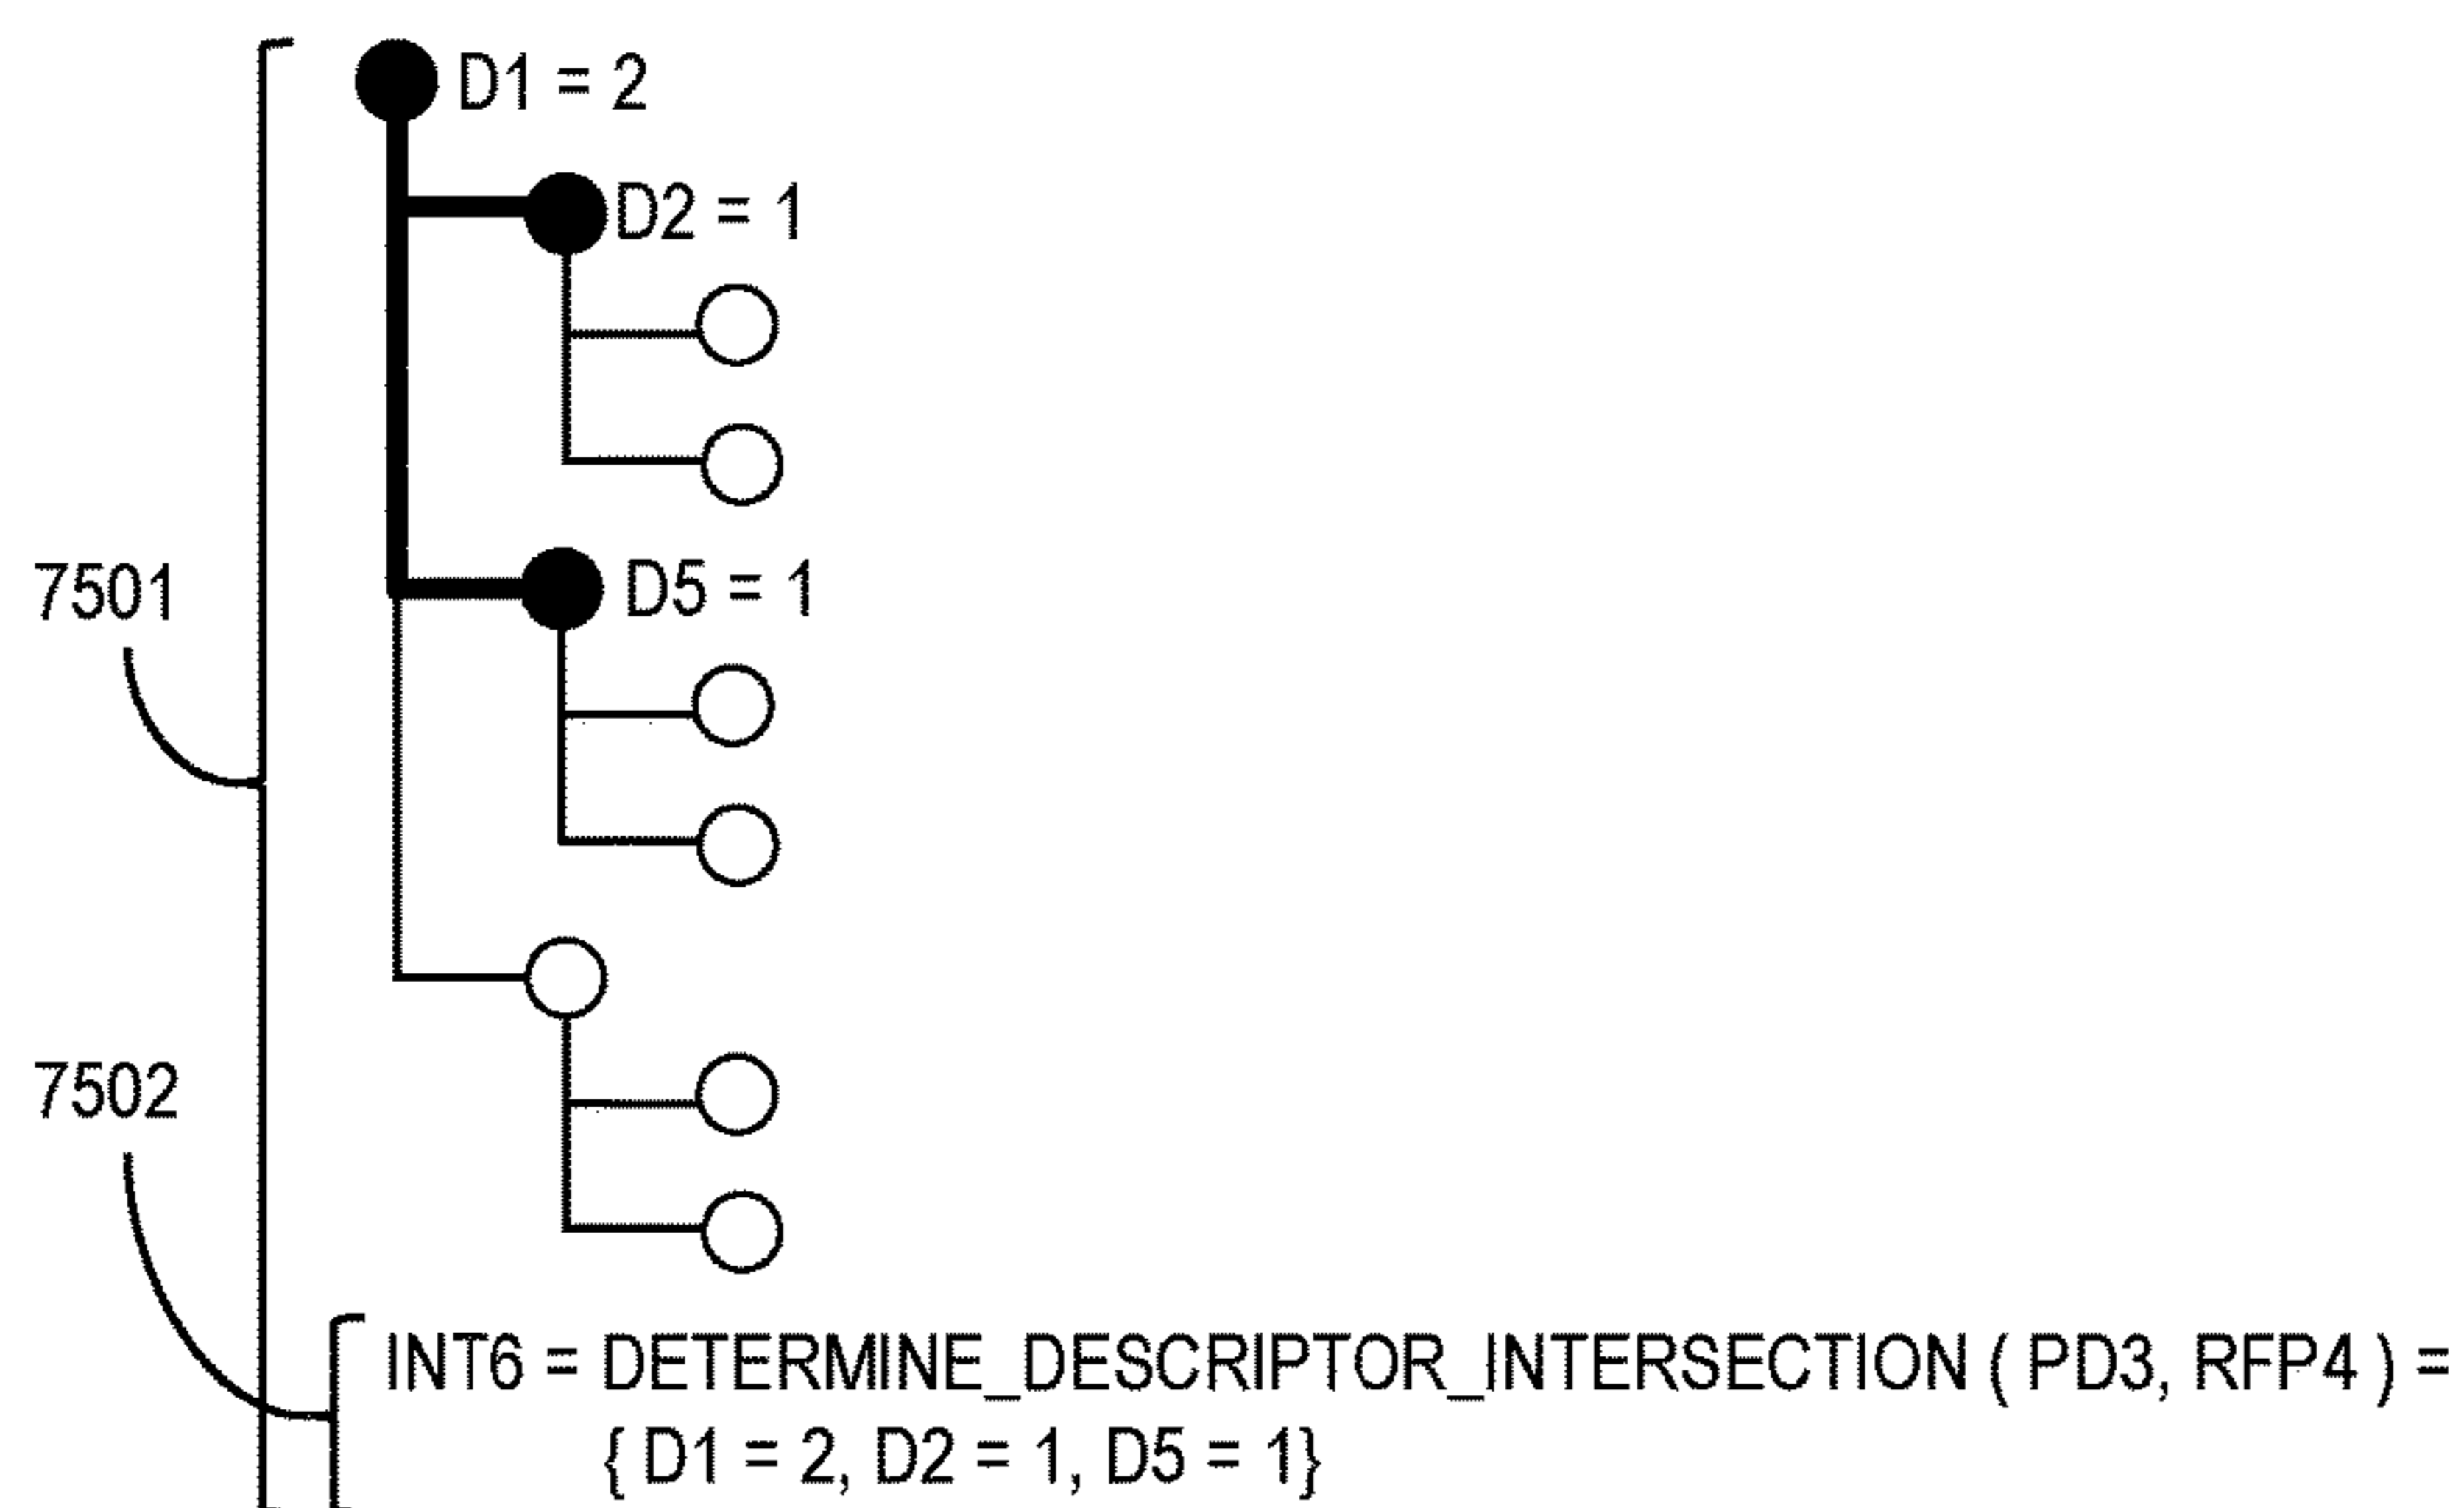 D1 = 2
D2 = 1
D5 = 1
7501
7502
INT6 = DETERMINE_DESCRIPTOR_INTERSECTION ( PD3, RFP4 ) =
{ D1 = 2, D2 = 1, D5 = 1}